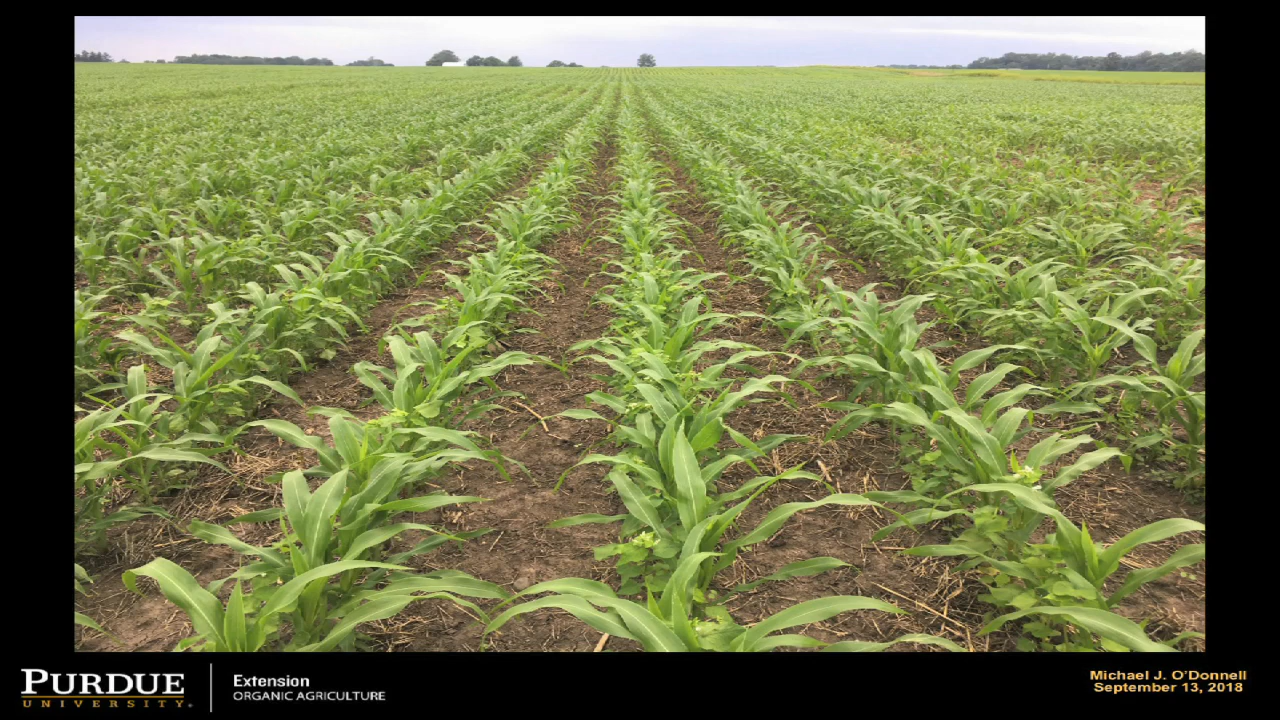 PURDUE
UNIVERSITY.
Extension
ORGANIC AGRICULTURE
Michael J. O'Donnell
September 13, 2018